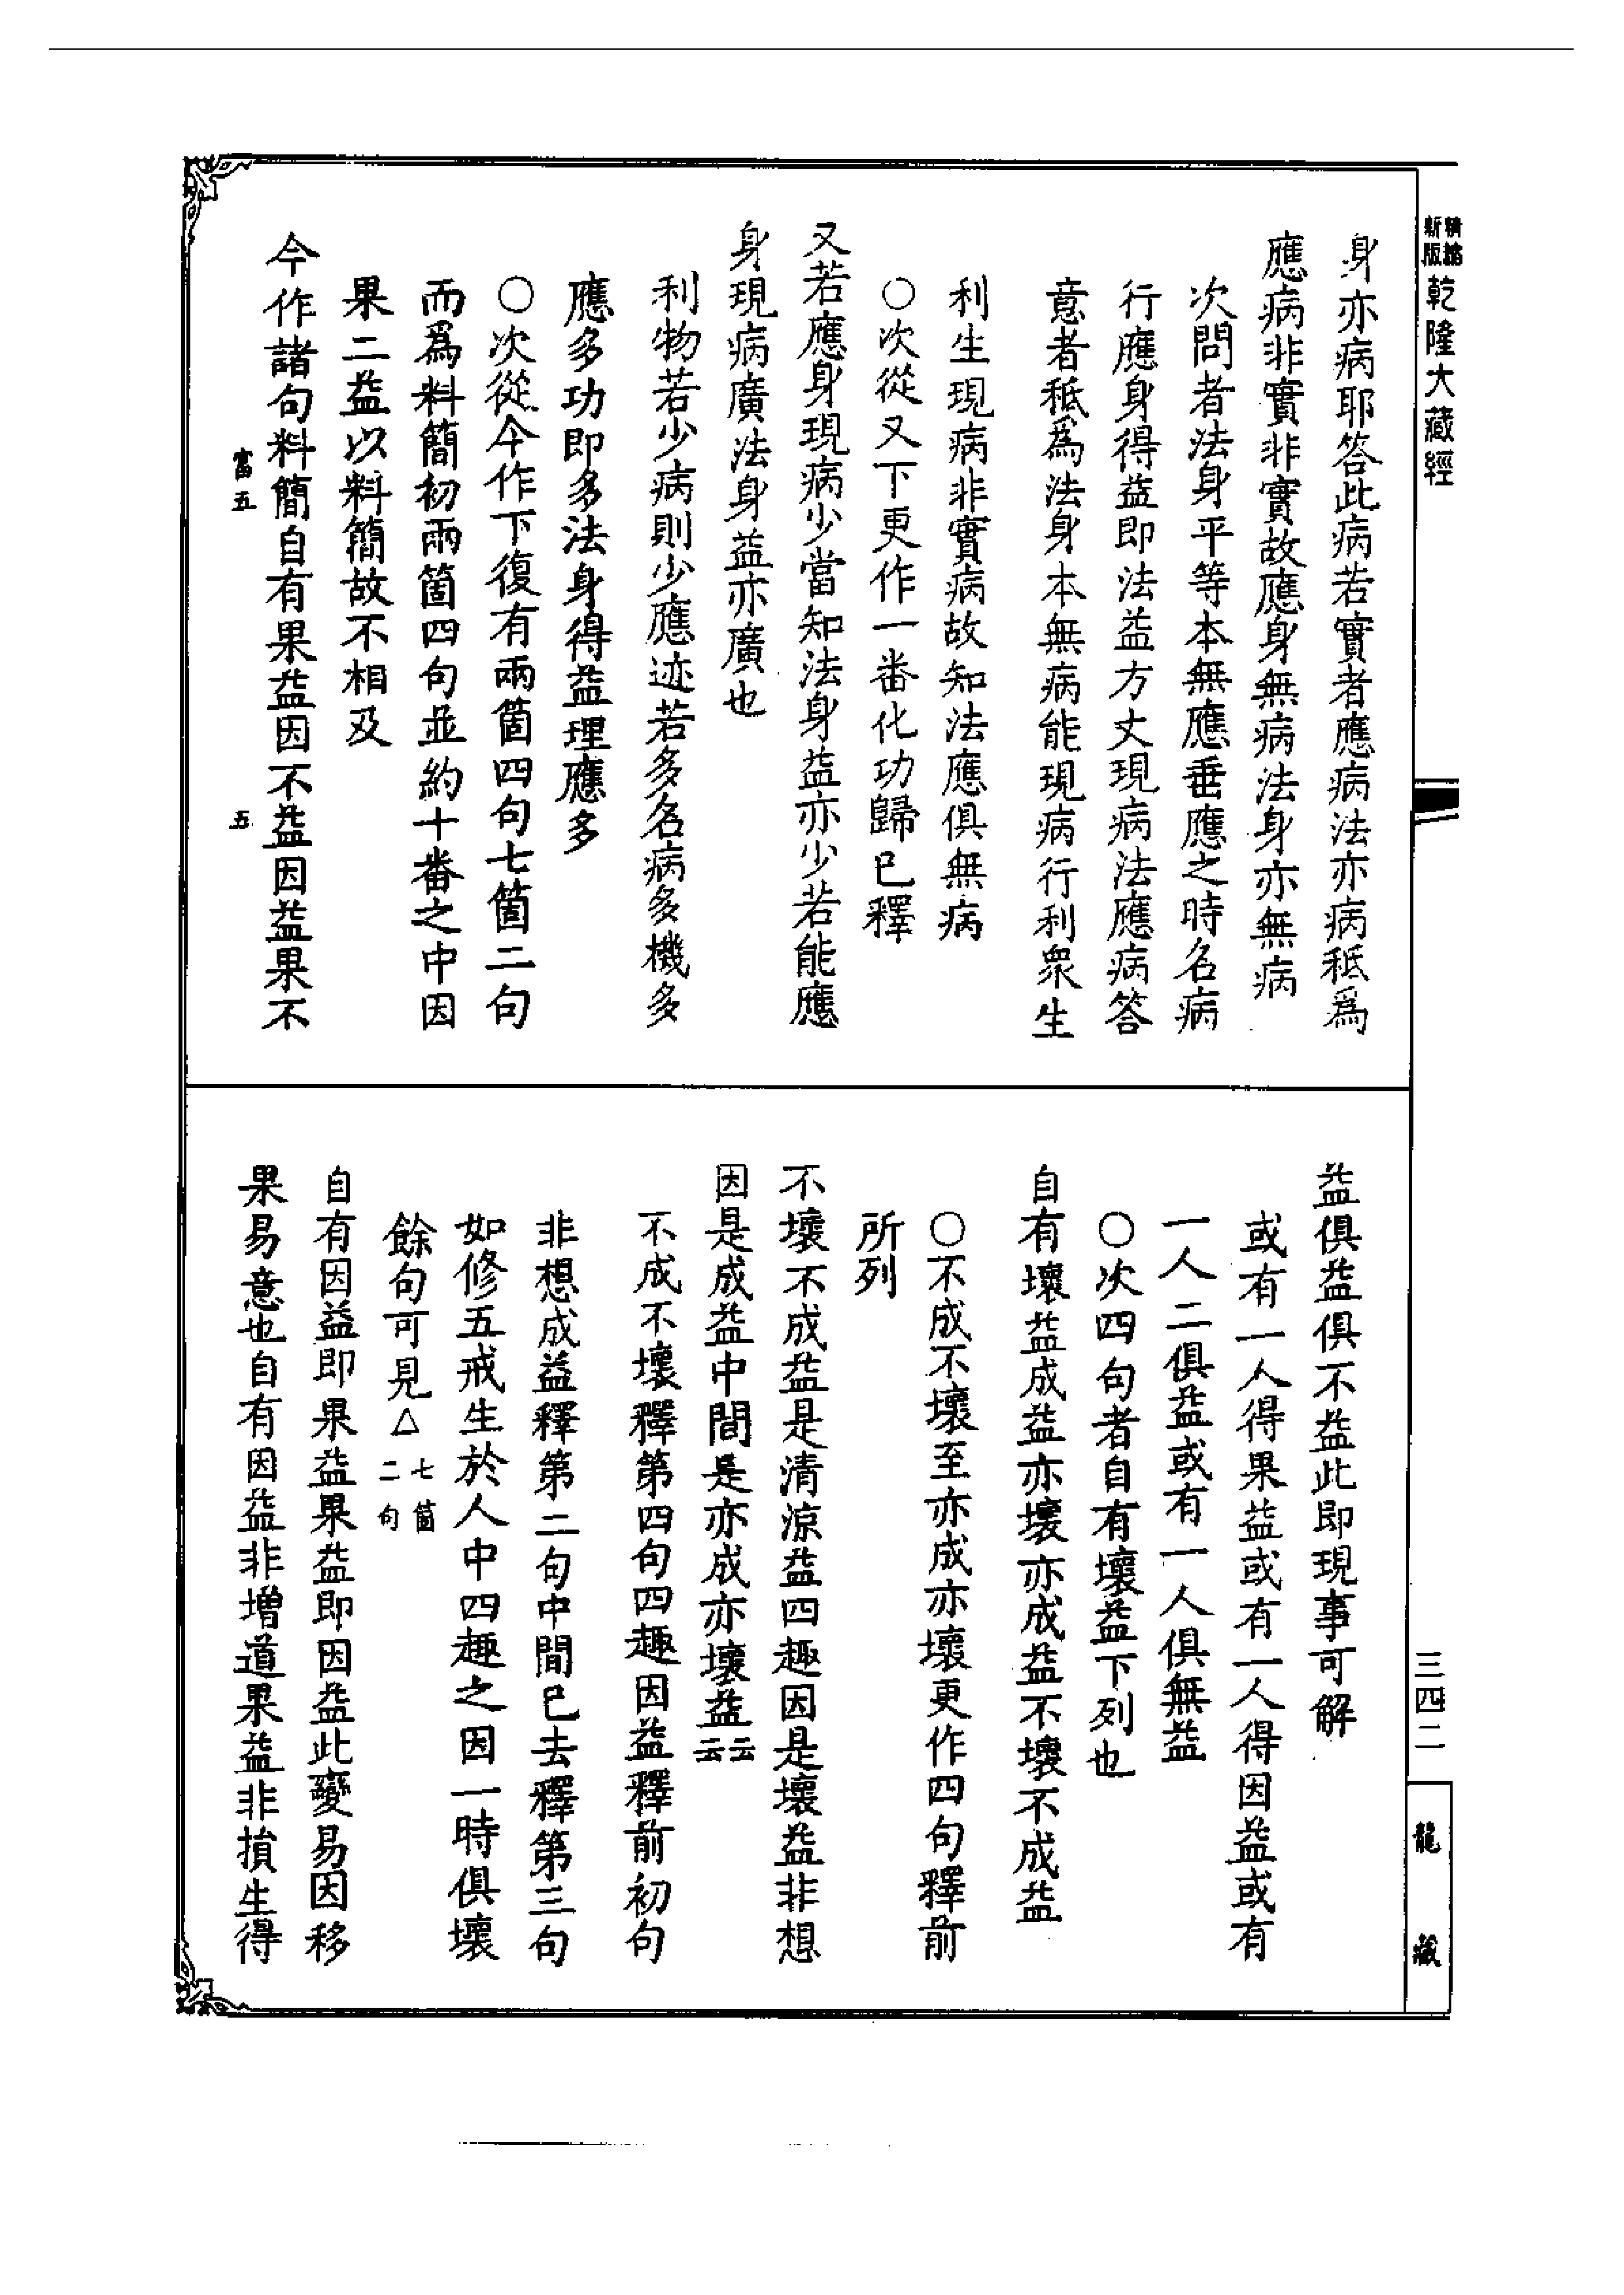 精縮新版乾隆大藏經
身亦病耶答此病若實者應病法亦病秖爲
應病非實非實故應身無病法身亦無病
次問者法身平等本無應垂應之時名病
行應身得益即法益方丈現病法應病答
意者秖爲法身本無病能現病行利衆生
利生現病非實病故知法應俱無病
○次從又下更作一番化功歸已釋
又若應身現病少當知法身益亦少若能應
身現病廣法身益亦廣也
利物若少病則少應迹若多名病多機多
應多功即多法身得益理應多
○次從今作下復有兩箇四句七箇二句
而爲料簡初兩箇四句並約十番之中因
果二益以料簡故不相及
今作諸句料簡自有果益因不益因益果不
富五
五
益俱益俱不益此即現事可解
或有一人得果益或有一人得因益或有
一人二俱益或有一人俱無益
○次四句者自有壞益下列也
自有壞益成益亦壞亦成益不壞不成益
○不成不壞至亦成亦壞更作四句釋前
所列
不壞不成益是清涼益四趣因是壞益非想
因是成益中間是亦成亦壞益云云
不成不壞釋第四句四趣因益釋前初句
非想成益釋第二句中間已去釋第三句
如修五戒生於人中四趣之因一時俱壞
餘句可見△七箇二句
自有因益即果益果益即因益此變易因移
果易意也自有因益非增道果益非損生得
三四二
龍藏